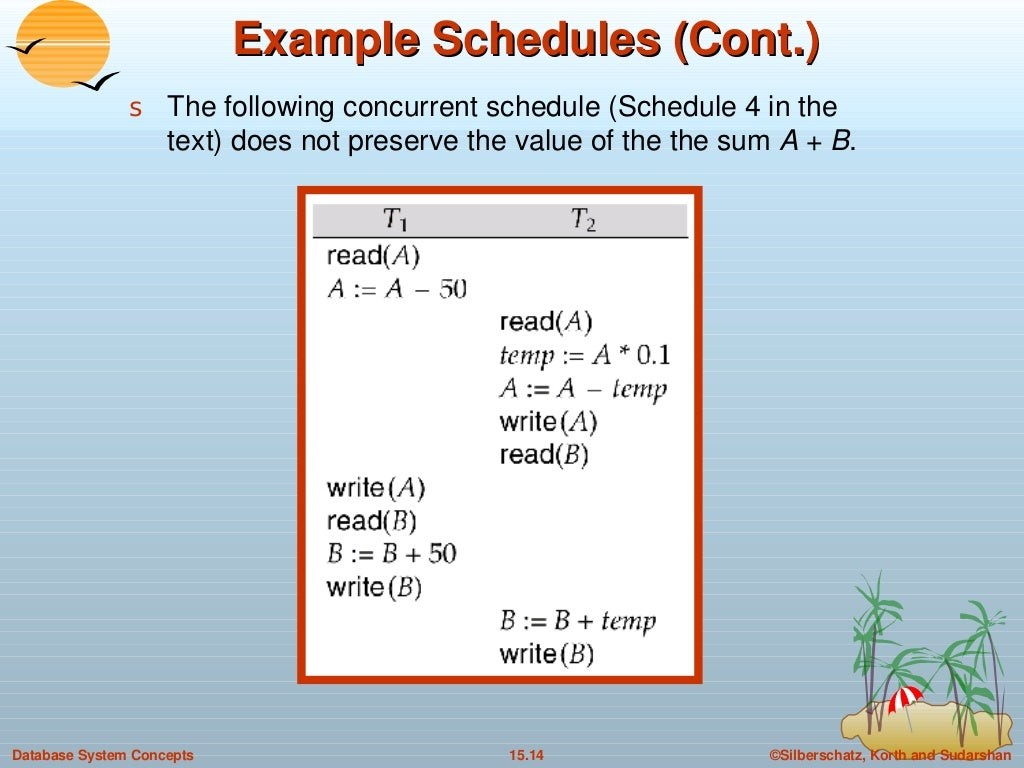 Example Schedules (Cont.)
s The following concurrent schedule (Schedule 4 in the
text) does not preserve the value of the the sum A + B.
T1 T2
read(A)
A := A − 50
read(A)
temp := A * 0.1
A := A − temp
write(A)
read(B)
write(A)
read(B)
B := B + 50
write(B)
B := B + temp
write(B)
Database System Concepts 15.14 ©Silberschatz, Korth and Sudarshan